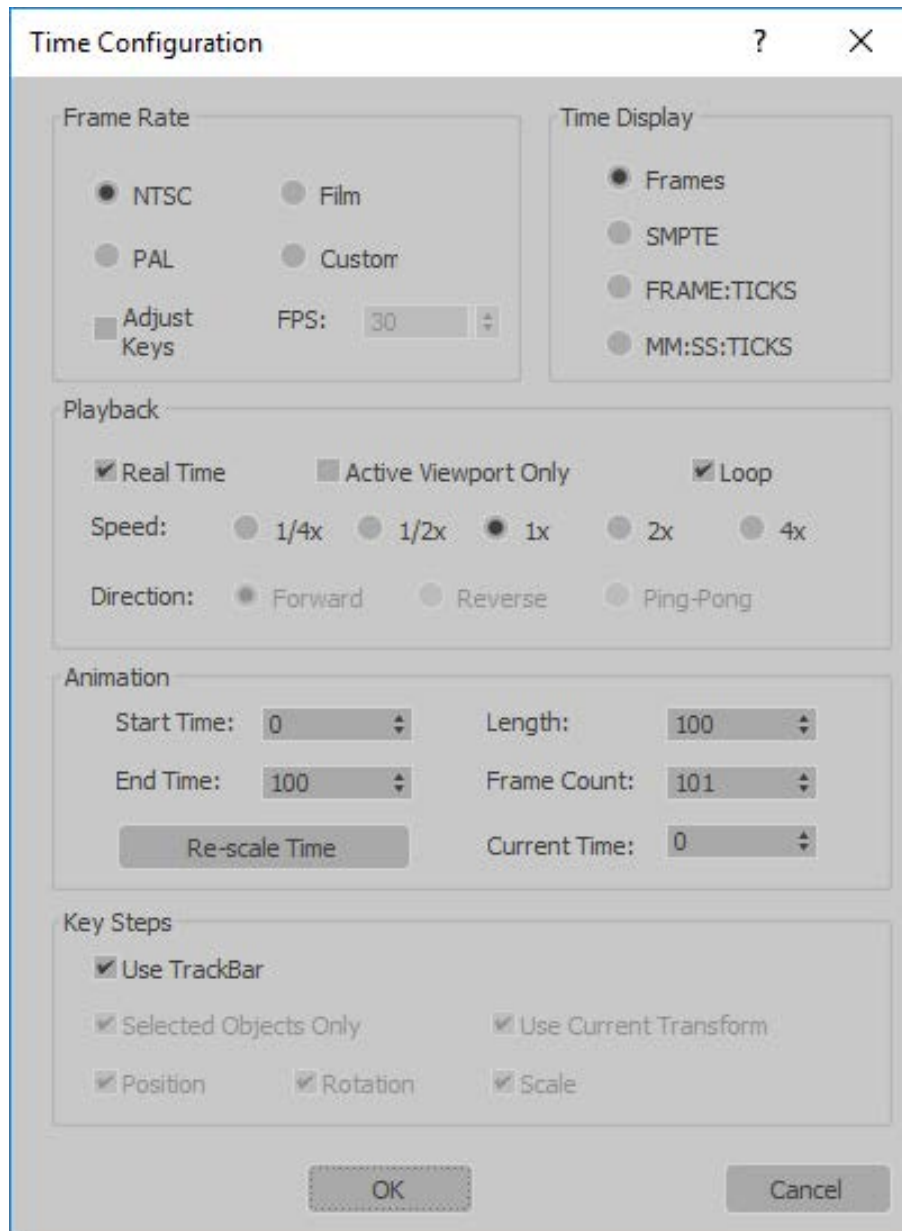 Time Configuration ?
Frame Rate
NTSC Film
PAL Custom
Adjust Keys FPS: 30
Time Display
Frames
SMPTE
FRAME:TICKS
MM:SS:TICKS
Playback
Real Time Active Viewport Only Loop
Speed: 1/4x 1/2x 1x 2x 4x
Direction: Forward Reverse Ping-Pong
Animation
Start Time: 0 Length: 100
End Time: 100 Frame Count: 101
Re-scale Time Current Time: 0
Key Steps
Use TrackBar
Selected Objects Only Use Current Transform
Position Rotation Scale
OK Cancel